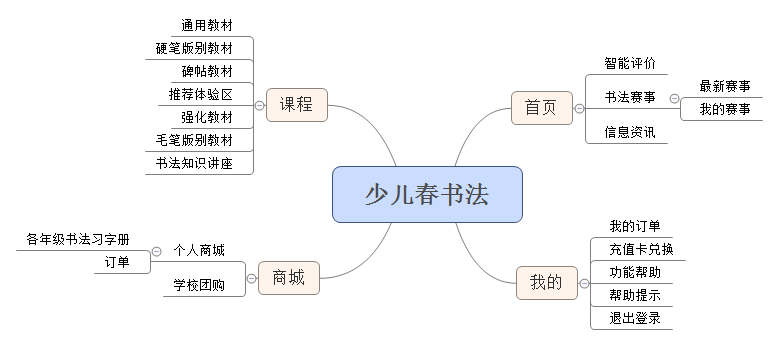 少儿春书法
首页
智能评价
书法赛事
最新赛事
我的赛事
信息资讯
我的
我的订单
充值卡兑换
功能帮助
帮助提示
退出登录
课程
通用教材
硬笔版别教材
碑帖教材
推荐体验区
强化教材
毛笔版别教材
书法知识讲座
商城
个人商城
各年级书法习字册
订单
学校团购